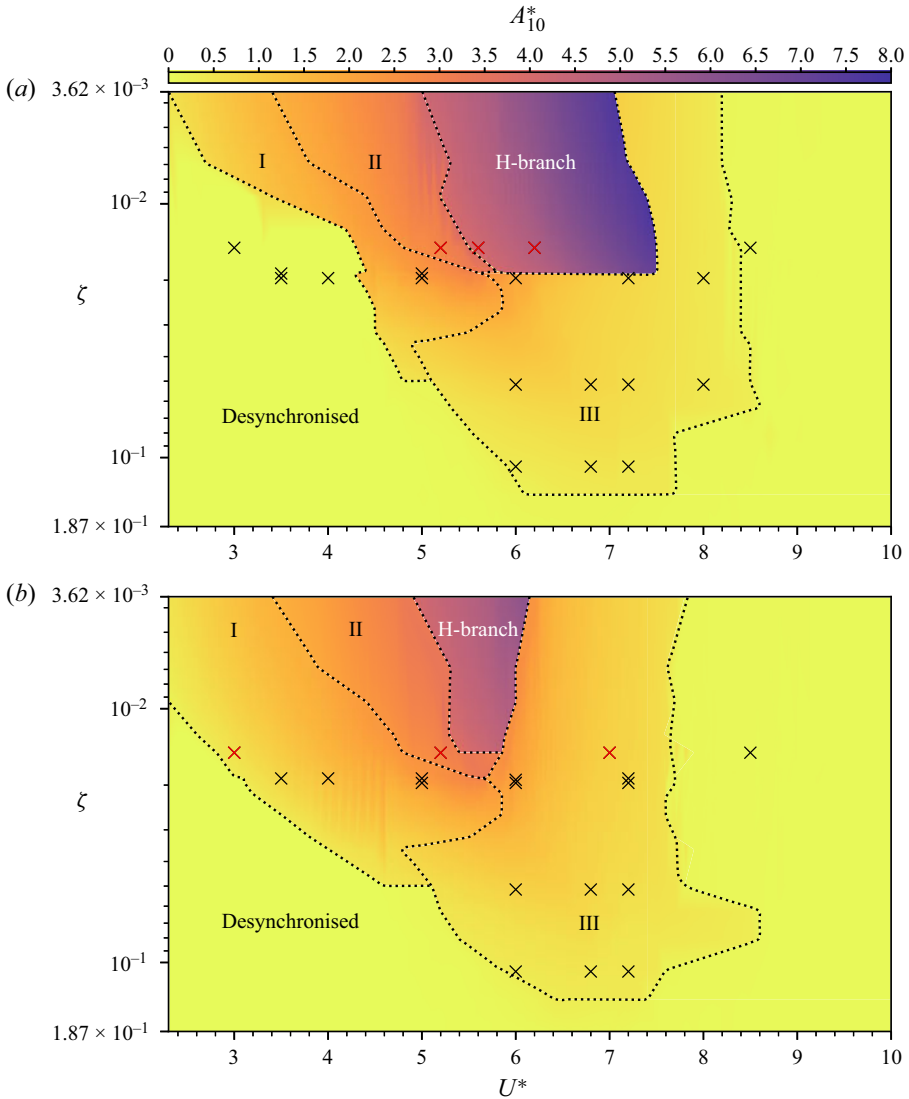 A*10
0 0.5 1.0 1.5 2.0 2.5 3.0 3.5 4.0 4.5 5.0 5.5 6.0 6.5 7.0 7.5 8.0
(a)
3.62 × 10⁻³
I
II
H-branch
10⁻²
ζ
Desynchronised
III
10⁻¹
1.87 × 10⁻¹
3 4 5 6 7 8 9 10
(b)
3.62 × 10⁻³
I
II
H-branch
10⁻²
ζ
Desynchronised
III
10⁻¹
1.87 × 10⁻¹
3 4 5 6 7 8 9 10
U*